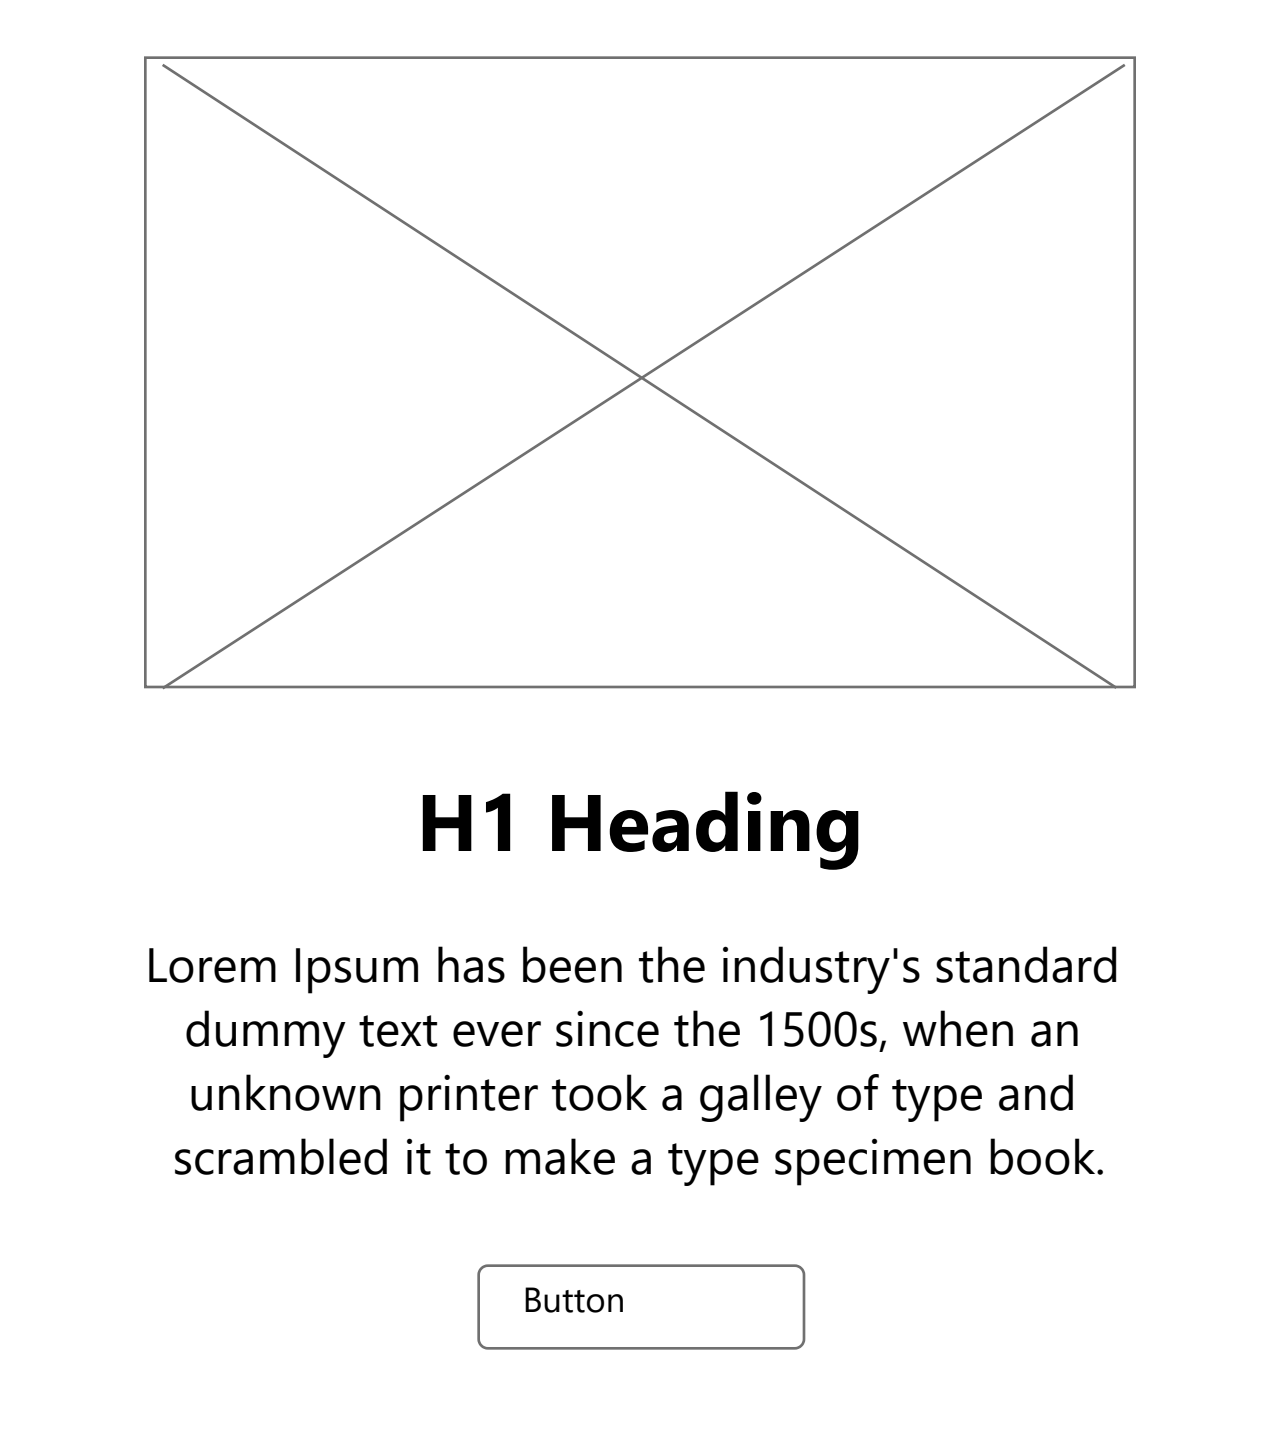 H1 Heading
Lorem Ipsum has been the industry's standard
dummy text ever since the 1500s, when an
unknown printer took a galley of type and
scrambled it to make a type specimen book.
Button